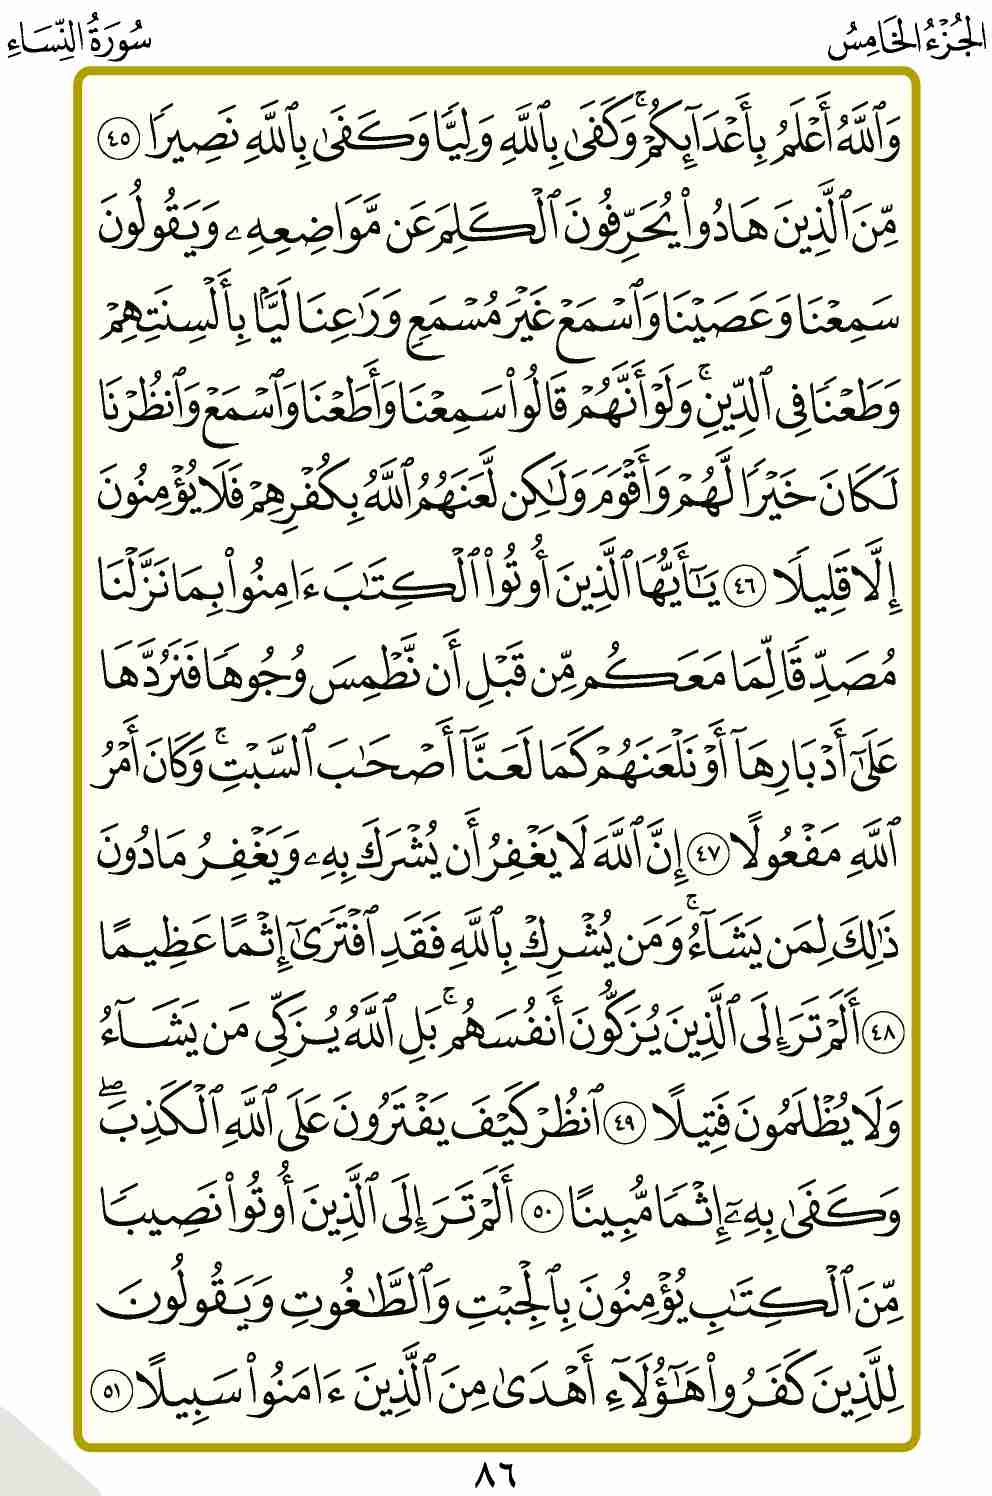 الجُزْءُ الخَامِسُ
سُورَةُ النِّسَاءِ
وَٱللَّهُ أَعْلَمُ بِأَعْدَآئِكُمْ ۚ وَكَفَىٰ بِٱللَّهِ وَلِيًّا وَكَفَىٰ بِٱللَّهِ نَصِيرًا ٤٥
مِّنَ ٱلَّذِينَ هَادُوا۟ يُحَرِّفُونَ ٱلْكَلِمَ عَن مَّوَاضِعِهِۦ وَيَقُولُونَ
سَمِعْنَا وَعَصَيْنَا وَٱسْمَعْ غَيْرَ مُسْمَعٍ وَرَٰعِنَا لَيًّۢا بِأَلْسِنَتِهِمْ
وَطَعْنًا فِى ٱلدِّينِ ۚ وَلَوْ أَنَّهُمْ قَالُوا۟ سَمِعْنَا وَأَطَعْنَا وَٱسْمَعْ وَٱنظُرْنَا
لَكَانَ خَيْرًا لَّهُمْ وَأَقْوَمَ وَلَٰكِن لَّعَنَهُمُ ٱللَّهُ بِكُفْرِهِمْ فَلَا يُؤْمِنُونَ
إِلَّا قَلِيلًا ٤٦ يَٰٓأَيُّهَا ٱلَّذِينَ أُوتُوا۟ ٱلْكِتَٰبَ ءَامِنُوا۟ بِمَا نَزَّلْنَا
مُصَدِّقًا لِّمَا مَعَكُم مِّن قَبْلِ أَن نَّطْمِسَ وُجُوهًا فَنَرُدَّهَا
عَلَىٰٓ أَدْبَارِهَآ أَوْ نَلْعَنَهُمْ كَمَا لَعَنَّآ أَصْحَٰبَ ٱلسَّبْتِ ۚ وَكَانَ أَمْرُ
ٱللَّهِ مَفْعُولًا ٤٧ إِنَّ ٱللَّهَ لَا يَغْفِرُ أَن يُشْرَكَ بِهِۦ وَيَغْفِرُ مَا دُونَ
ذَٰلِكَ لِمَن يَشَآءُ ۚ وَمَن يُشْرِكْ بِٱللَّهِ فَقَدِ ٱفْتَرَىٰٓ إِثْمًا عَظِيمًا
٤٨ أَلَمْ تَرَ إِلَى ٱلَّذِينَ يُزَكُّونَ أَنفُسَهُم ۚ بَلِ ٱللَّهُ يُزَكِّى مَن يَشَآءُ
وَلَا يُظْلَمُونَ فَتِيلًا ٤٩ ٱنظُرْ كَيْفَ يَفْتَرُونَ عَلَى ٱللَّهِ ٱلْكَذِبَ ۖ
وَكَفَىٰ بِهِۦٓ إِثْمًا مُّبِينًا ٥٠ أَلَمْ تَرَ إِلَى ٱلَّذِينَ أُوتُوا۟ نَصِيبًا
مِّنَ ٱلْكِتَٰبِ يُؤْمِنُونَ بِٱلْجِبْتِ وَٱلطَّٰغُوتِ وَيَقُولُونَ
لِلَّذِينَ كَفَرُوا۟ هَٰٓؤُلَآءِ أَهْدَىٰ مِنَ ٱلَّذِينَ ءَامَنُوا۟ سَبِيلًا ٥١
٨٦